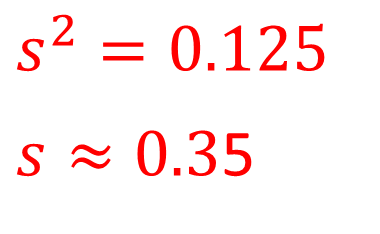 s² = 0.125
s ≈ 0.35